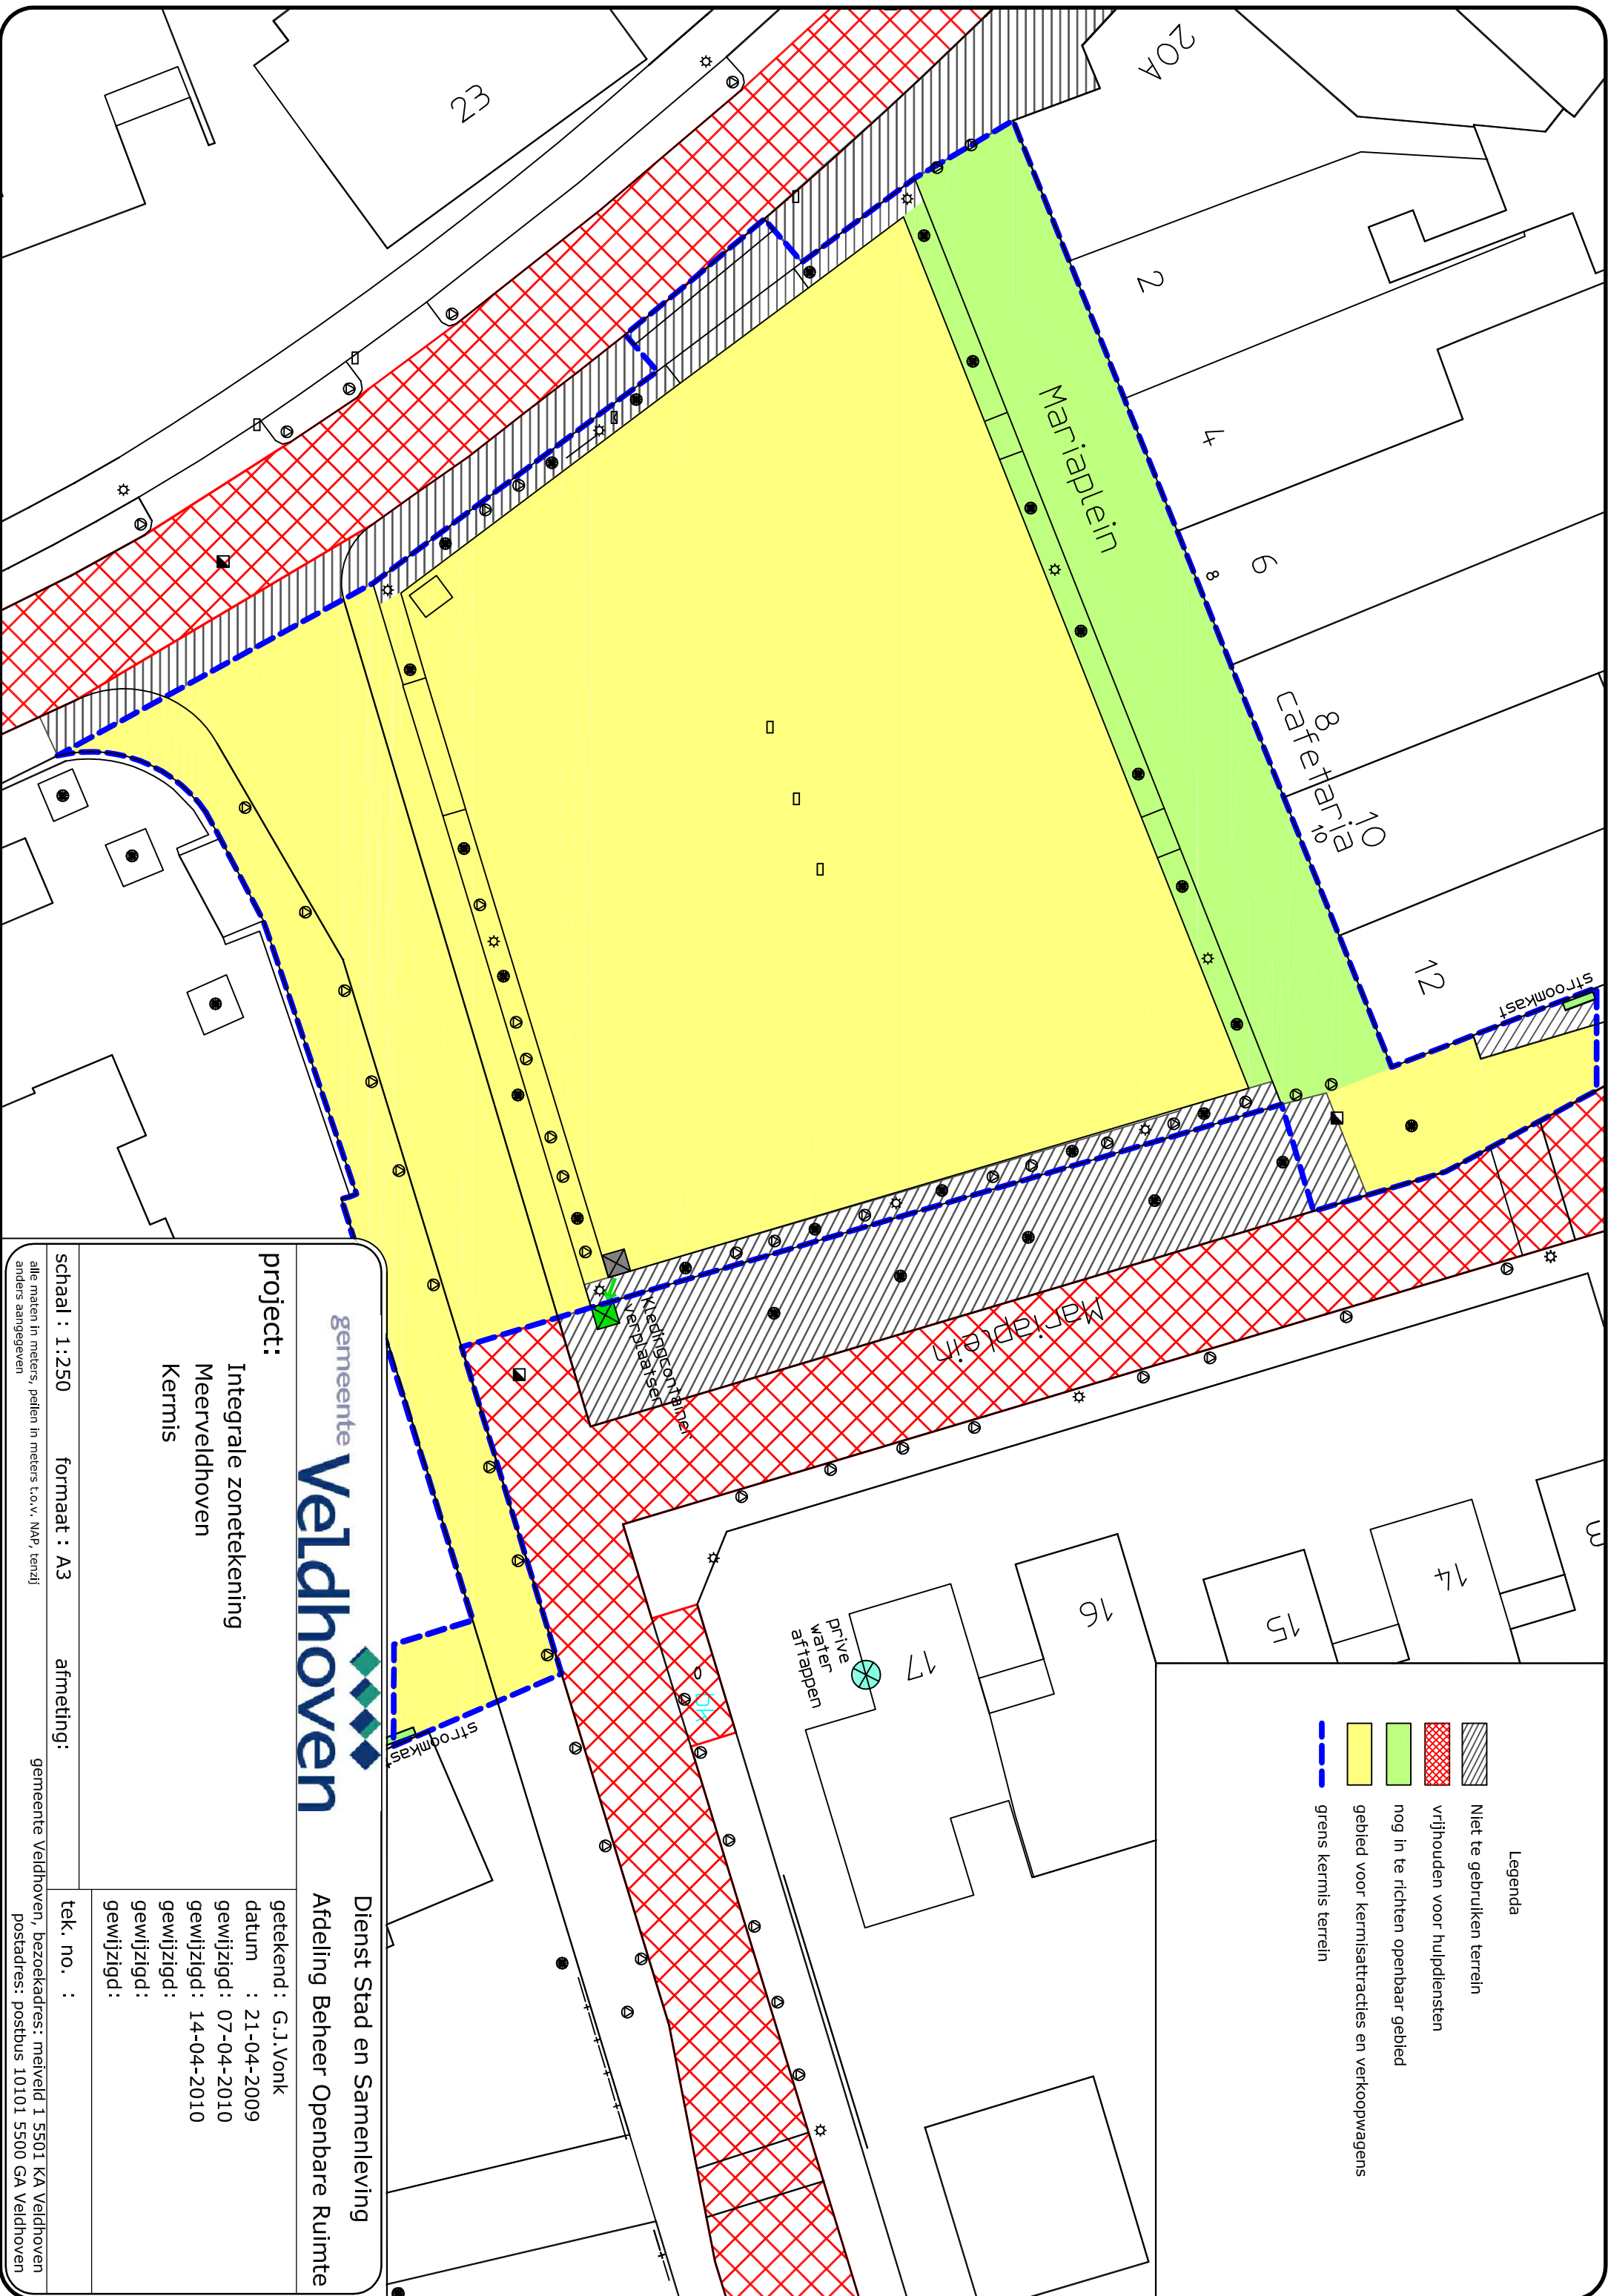 20A
23
2
4
6
8
8
cafetaria
10
10
12
Mariaplein
stroomkast
Mariaplein
Kledingcontainer
verplaatsen
prive
water
aftappen
17
16
15
14
stroomkast
Legenda
Niet te gebruiken terrein
vrijhouden voor hulpdiensten
nog in te richten openbaar gebied
gebied voor kermisattracties en verkoopwagens
grens kermis terrein
gemeente Veldhoven
Dienst Stad en Samenleving
Afdeling Beheer Openbare Ruimte
project:
Integrale zonetekening
Meerveldhoven
Kermis
getekend: G.J.Vonk
datum : 21-04-2009
gewijzigd: 07-04-2010
gewijzigd: 14-04-2010
gewijzigd:
gewijzigd:
gewijzigd:
schaal : 1:250 formaat : A3 afmeting:
tek. no. :
alle maten in meters, peilen in meters t.o.v. NAP, tenzij
anders aangegeven
gemeente Veldhoven, bezoekadres: meiveld 1 5501 KA Veldhoven
postadres: postbus 10101 5500 GA Veldhoven